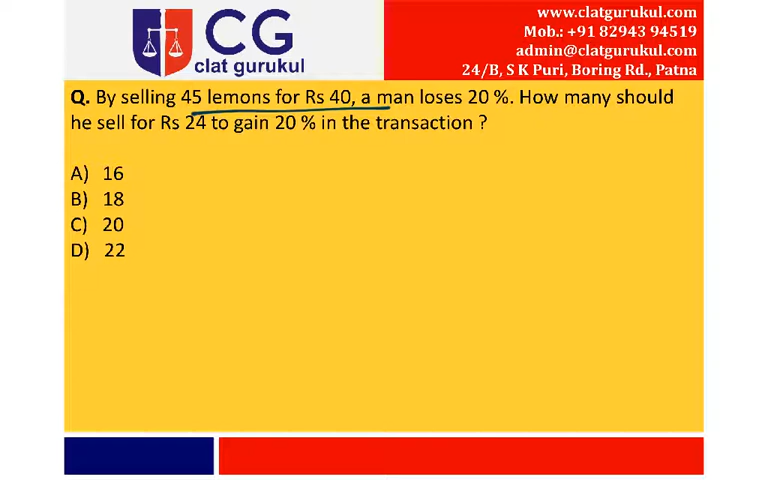 CG
clat gurukul
www.clatgurukul.com
Mob.: +91 82943 94519
admin@clatgurukul.com
24/B, S K Puri, Boring Rd., Patna
Q. By selling 45 lemons for Rs 40, a man loses 20 %. How many should
he sell for Rs 24 to gain 20 % in the transaction ?
A) 16
B) 18
C) 20
D) 22